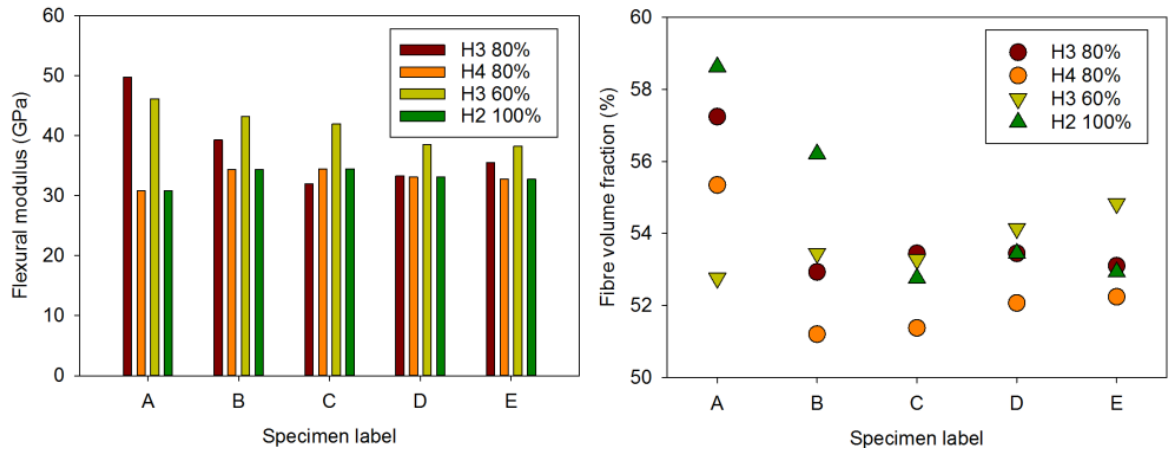 60
50
40
30
20
10
0
Flexural modulus (GPa)
H3 80%
H4 80%
H3 60%
H2 100%
A B C D E
Specimen label
60
58
56
54
52
50
Fibre volume fraction (%)
H3 80%
H4 80%
H3 60%
H2 100%
A B C D E
Specimen label